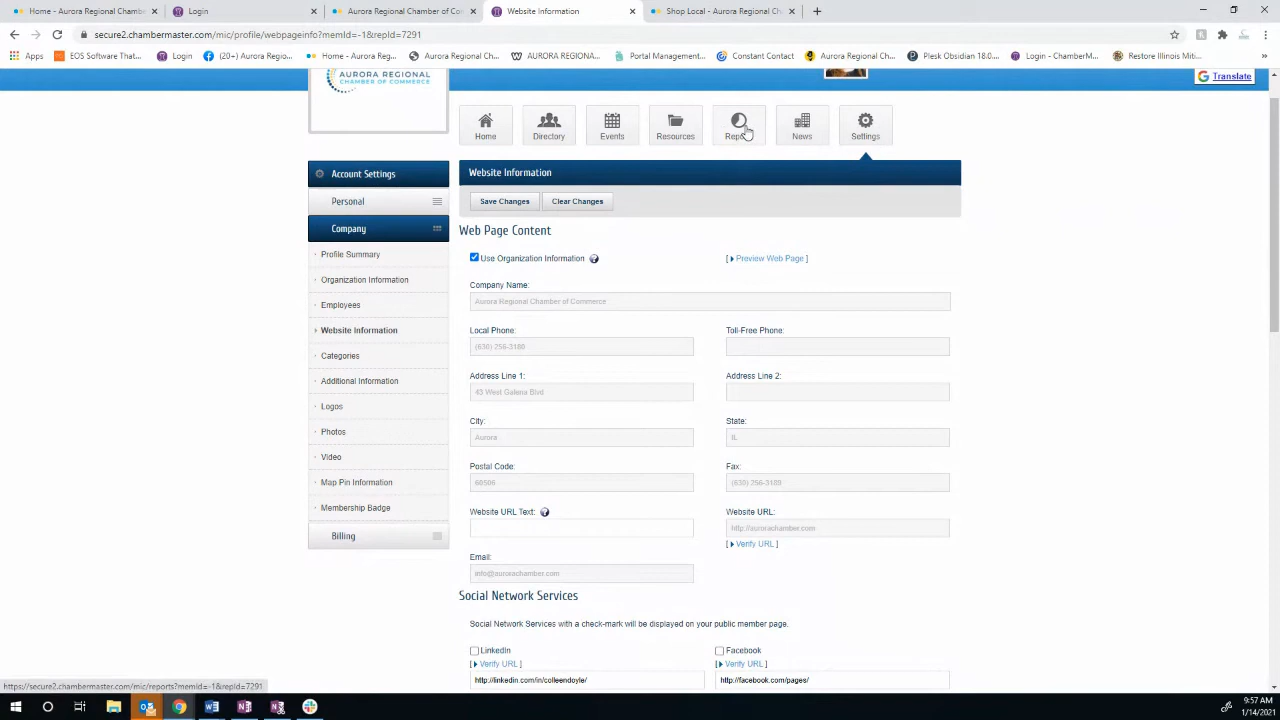 Home - Aurora Regional Chamber
Login
Aurora Regional Chamber of Co
Website Information
Shop Local - Aurora Regional Ch
secure2.chambermaster.com/mic/profile/webpageinfo?memId=-1&repId=7291
Apps
EOS Software That...
Login
(20+) Aurora Region...
Home - Aurora Reg...
Aurora Regional Cha...
AURORA REGIONA...
Portal Management...
Constant Contact
Aurora Regional Cha...
Plesk Obsidian 18.0....
Login - ChamberM...
Restore Illinois Miti...
»
AURORA REGIONAL
CHAMBER OF COMMERCE
G Translate
Home
Directory
Events
Resources
News
Settings
Account Settings
Personal
Company
Profile Summary
Organization Information
Employees
Website Information
Categories
Additional Information
Logos
Photos
Video
Map Pin Information
Membership Badge
Billing
Website Information
Save Changes
Clear Changes
Web Page Content
Use Organization Information
[ Preview Web Page ]
Company Name:
Aurora Regional Chamber of Commerce
Local Phone:
Toll-Free Phone:
(630) 256-3180
Address Line 1:
Address Line 2:
43 West Galena Blvd
City:
State:
Aurora
IL
Postal Code:
Fax:
60506
(630) 256-3189
Website URL Text:
Website URL:
http://aurorachamber.com
[ Verify URL ]
Email:
info@aurorachamber.com
Social Network Services
Social Network Services with a check-mark will be displayed on your public member page.
LinkedIn
Facebook
[ Verify URL ]
[ Verify URL ]
http://linkedin.com/in/colleendoyle/
http://facebook.com/pages/
https://secure2.chambermaster.com/mic/reports?memId=-1&repId=7291
9:57 AM
1/14/2021